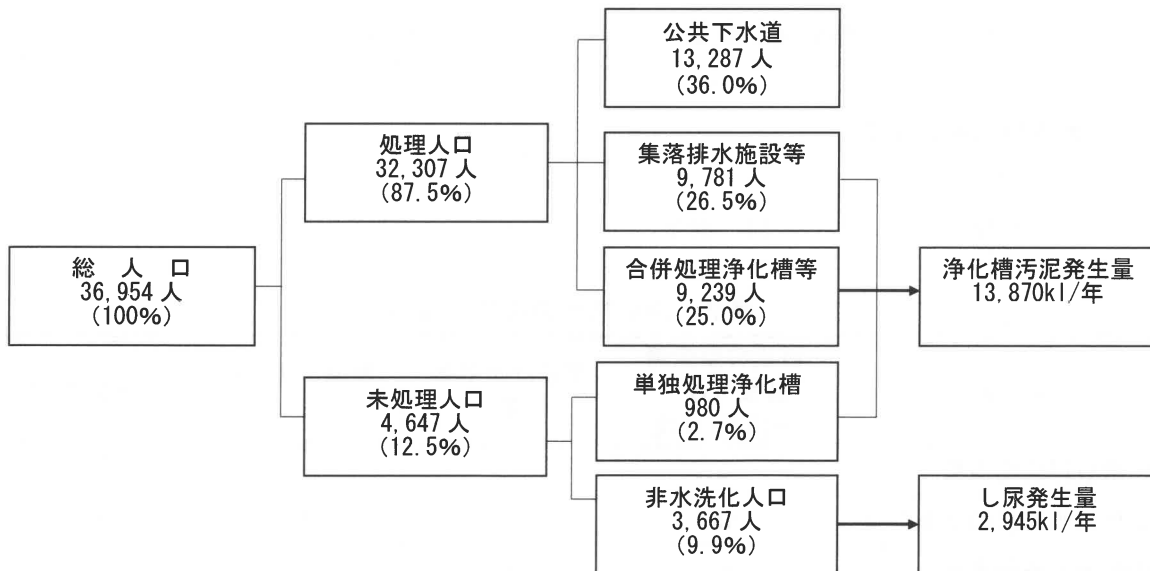 公共下水道
13,287 人
(36.0%)
処理人口
32,307 人
(87.5%)
集落排水施設等
9,781 人
(26.5%)
総 人 口
36,954 人
(100%)
合併処理浄化槽等
9,239 人
(25.0%)
浄化槽汚泥発生量
13,870kl/年
未処理人口
4,647 人
(12.5%)
単独処理浄化槽
980 人
(2.7%)
非水洗化人口
3,667 人
(9.9%)
し尿発生量
2,945kl/年